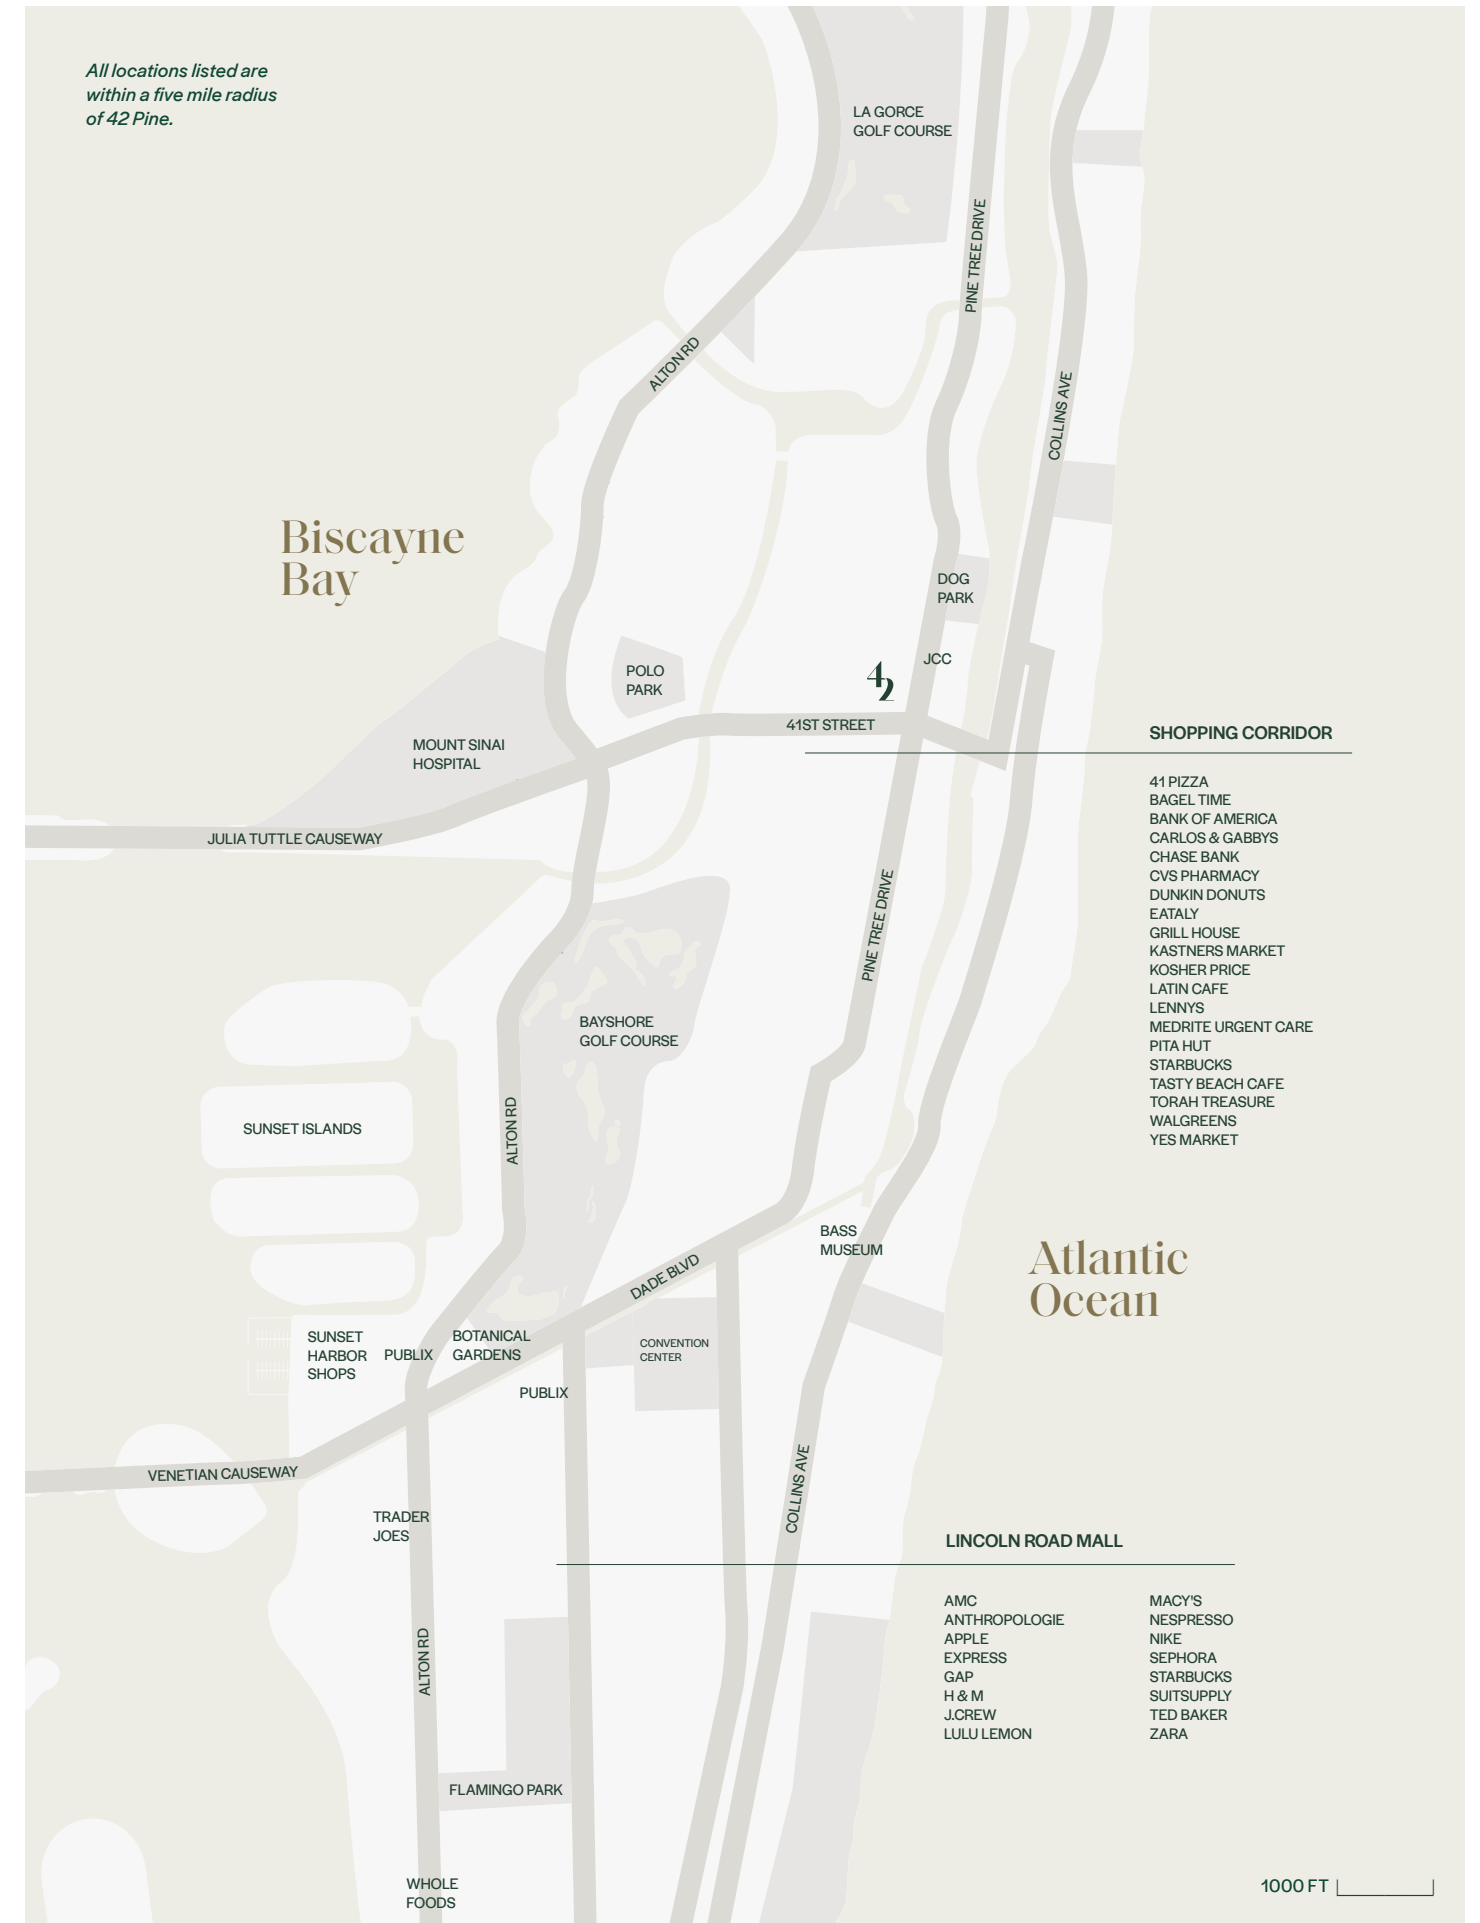 All locations listed are
within a five mile radius
of 42 Pine.
LA GORCE
GOLF COURSE
PINE TREE DRIVE
ALTON RD
COLLINS AVE
Biscayne
Bay
DOG
PARK
JCC
42
POLO
PARK
41ST STREET
MOUNT SINAI
HOSPITAL
JULIA TUTTLE CAUSEWAY
SHOPPING CORRIDOR
41 PIZZA
BAGEL TIME
BANK OF AMERICA
CARLOS & GABBYS
CHASE BANK
CVS PHARMACY
DUNKIN DONUTS
EATALY
GRILL HOUSE
KASTNERS MARKET
KOSHER PRICE
LATIN CAFE
LENNYS
MEDRITE URGENT CARE
PITA HUT
STARBUCKS
TASTY BEACH CAFE
TORAH TREASURE
WALGREENS
YES MARKET
PINE TREE DRIVE
BAYSHORE
GOLF COURSE
ALTON RD
SUNSET ISLANDS
BASS
MUSEUM
Atlantic
Ocean
DADE BLVD
SUNSET
HARBOR
SHOPS
PUBLIX
BOTANICAL
GARDENS
CONVENTION
CENTER
PUBLIX
VENETIAN CAUSEWAY
COLLINS AVE
TRADER
JOES
LINCOLN ROAD MALL
AMC
ANTHROPOLOGIE
APPLE
EXPRESS
GAP
H & M
J.CREW
LULU LEMON
MACY'S
NESPRESSO
NIKE
SEPHORA
STARBUCKS
SUITSUPPLY
TED BAKER
ZARA
ALTON RD
FLAMINGO PARK
WHOLE
FOODS
1000 FT